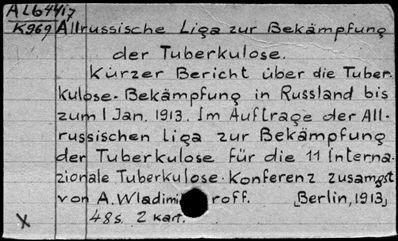 AL644i7
K969 Allrussische Liga zur Bekämpfung
der Tuberkulose.
Kurzer Bericht über die Tuber-
kulose-Bekämpfung in Russland bis
zum 1 Jan. 1913. Im Auftrage der All-
russischen Liga zur Bekämpfung
der Tuberkulose für die 11 Interna-
zionale Tuberkulose-Konferenz zusamgst
von A. Wladimi roff. [Berlin, 1913]
X 48s. 2 kart.